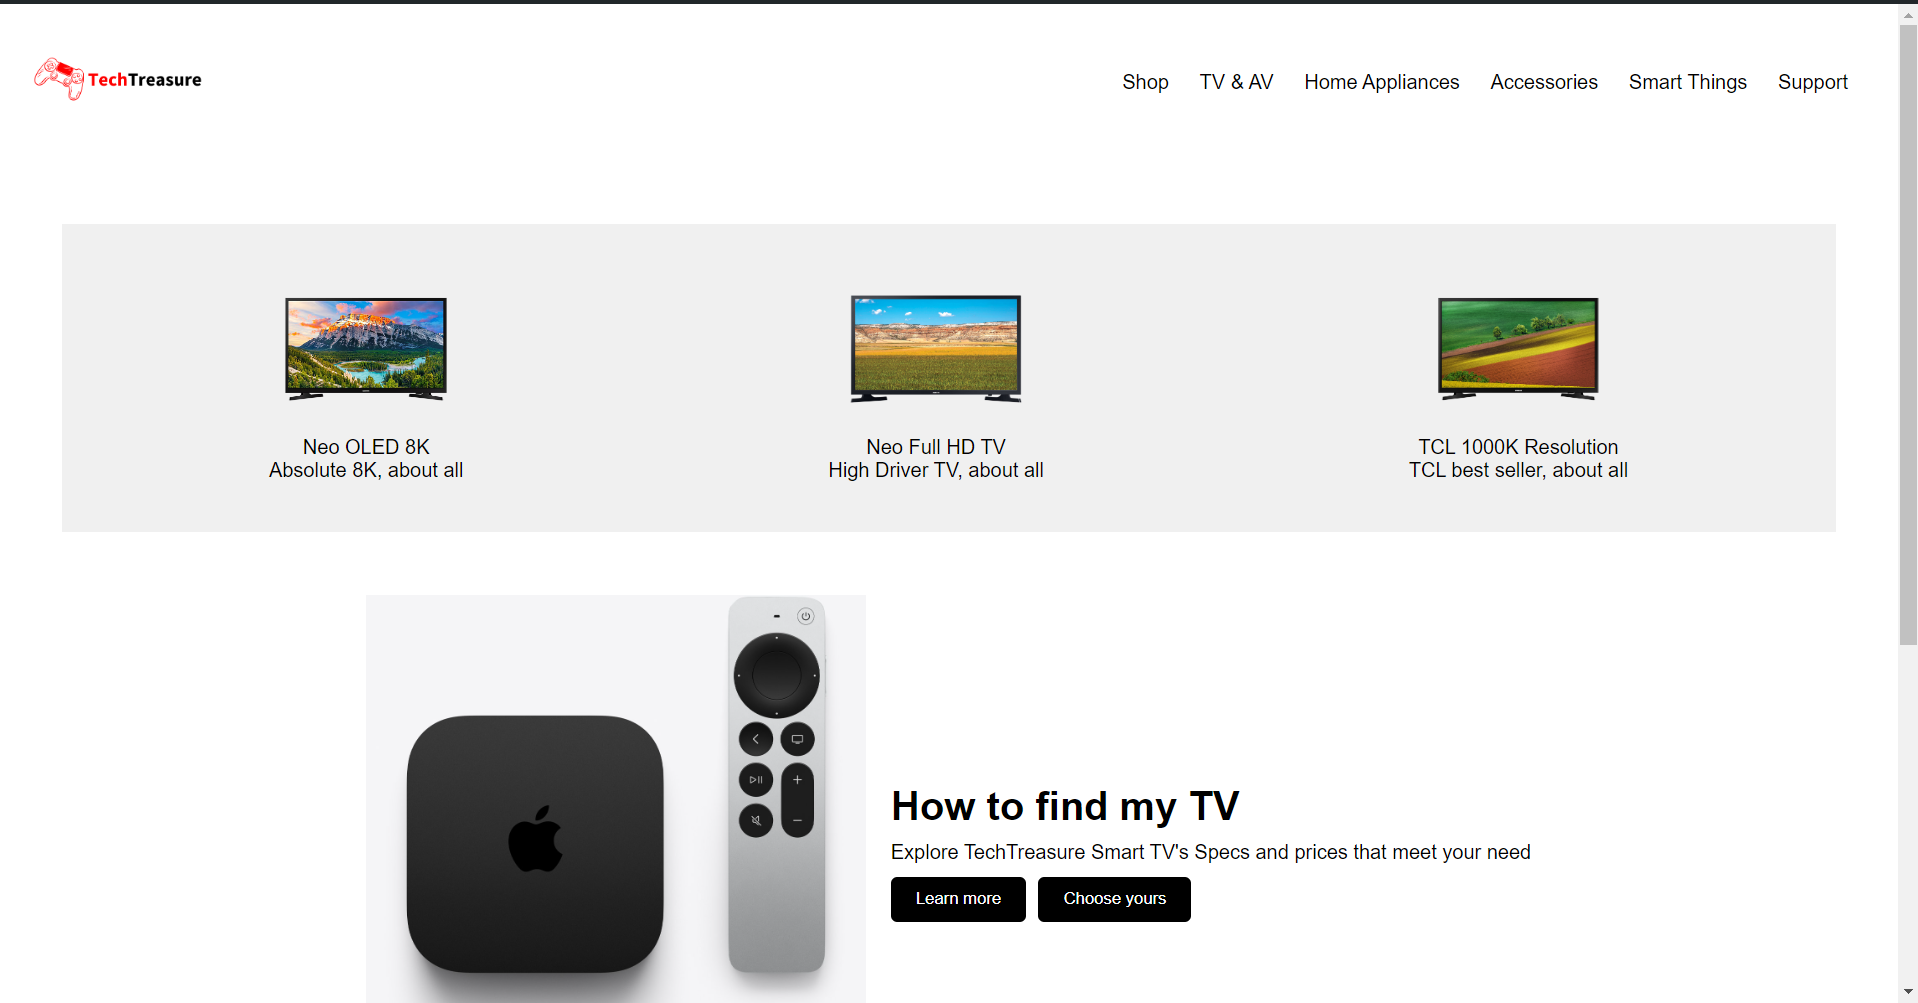 TechTreasure
Shop TV & AV Home Appliances Accessories Smart Things Support
Neo OLED 8K
Absolute 8K, about all
Neo Full HD TV
High Driver TV, about all
TCL 1000K Resolution
TCL best seller, about all
How to find my TV
Explore TechTreasure Smart TV's Specs and prices that meet your need
Learn more
Choose yours